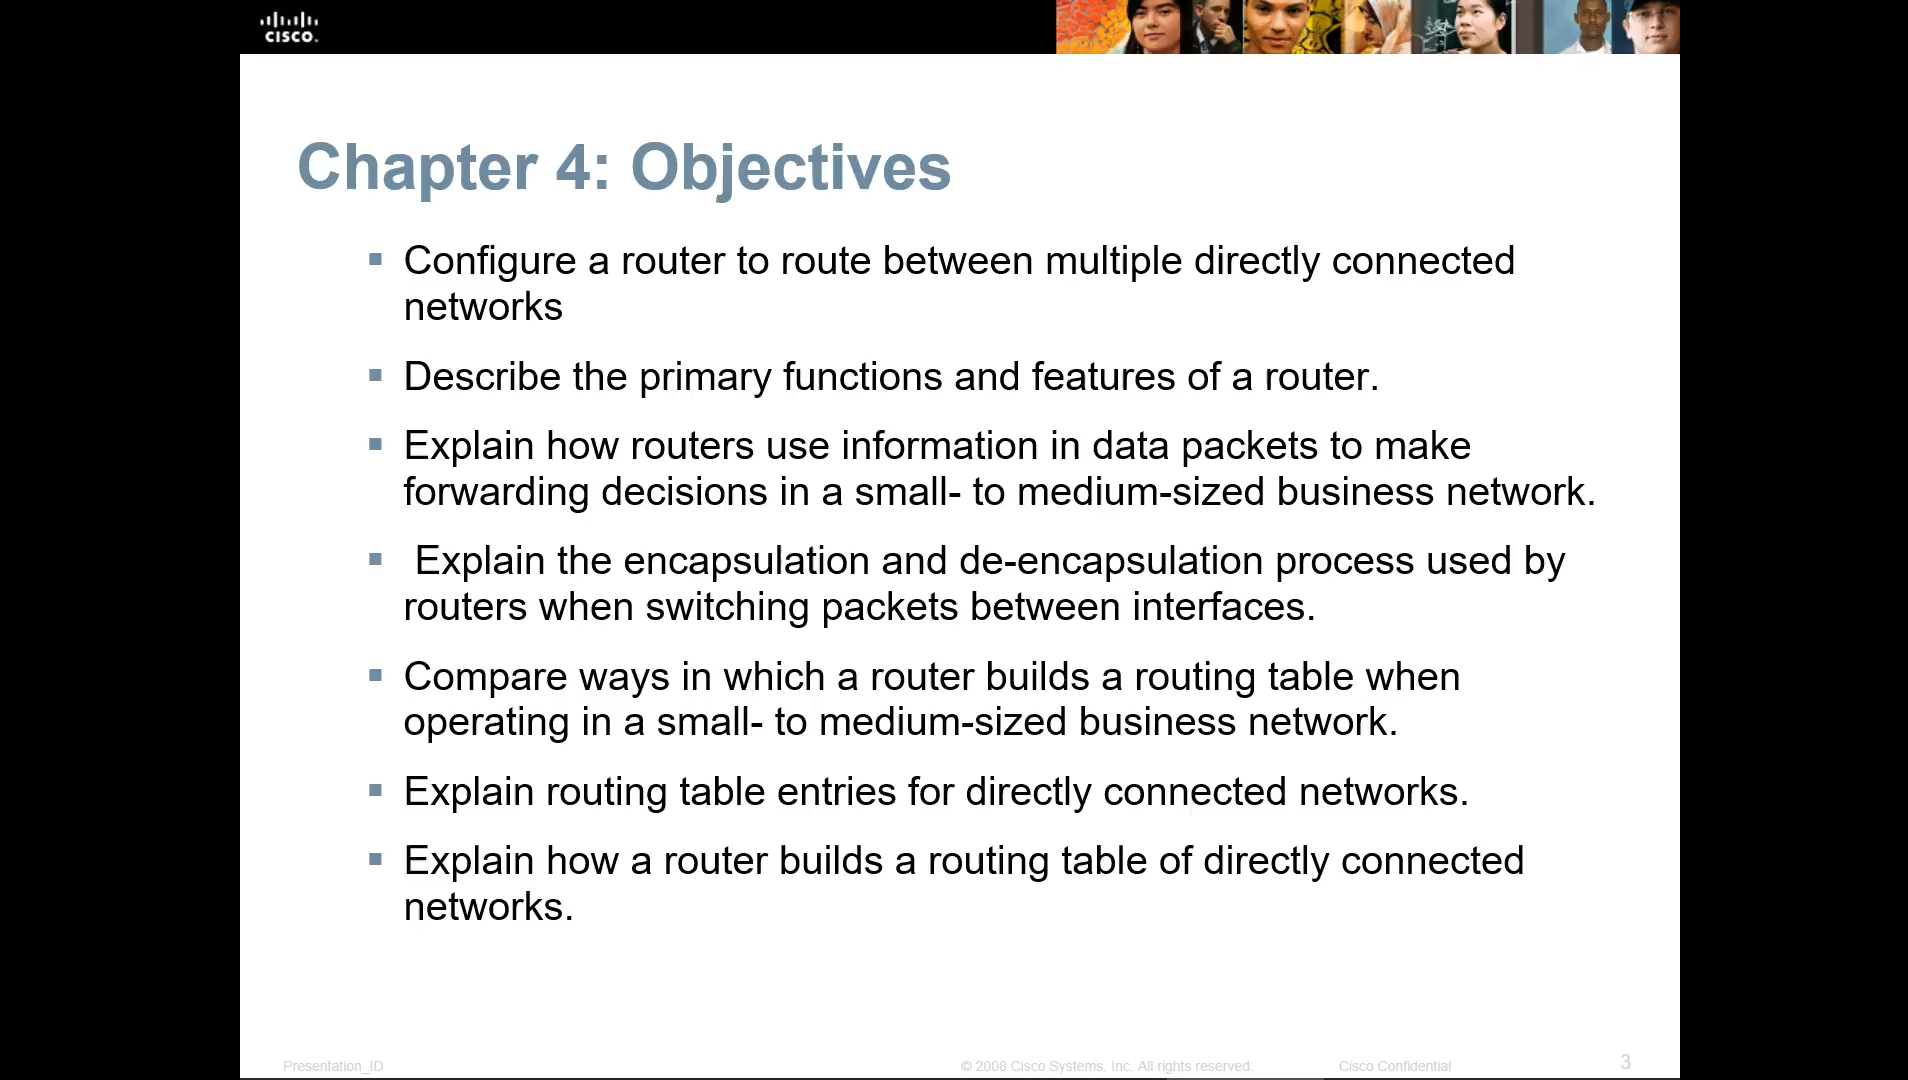 CISCO.
Chapter 4: Objectives
Configure a router to route between multiple directly connected
networks
Describe the primary functions and features of a router.
Explain how routers use information in data packets to make
forwarding decisions in a small- to medium-sized business network.
Explain the encapsulation and de-encapsulation process used by
routers when switching packets between interfaces.
Compare ways in which a router builds a routing table when
operating in a small- to medium-sized business network.
Explain routing table entries for directly connected networks.
Explain how a router builds a routing table of directly connected
networks.
Presentation_ID © 2008 Cisco Systems, Inc. All rights reserved. Cisco Confidential 3